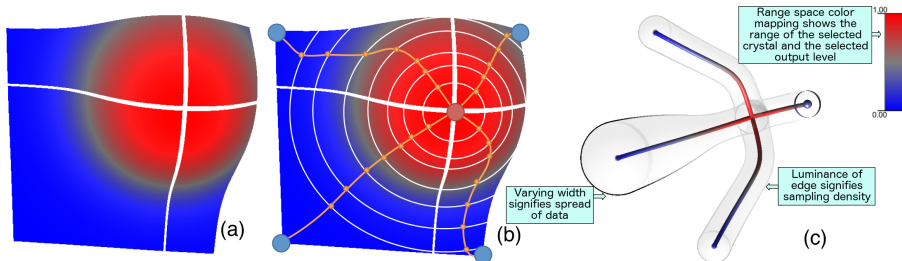 1.00
Range space color
mapping shows the
range of the selected
crystal and the selected
output level
0.00
Varying width
signifies spread
of data
Luminance of
edge signifies
sampling density
(a)
(b)
(c)